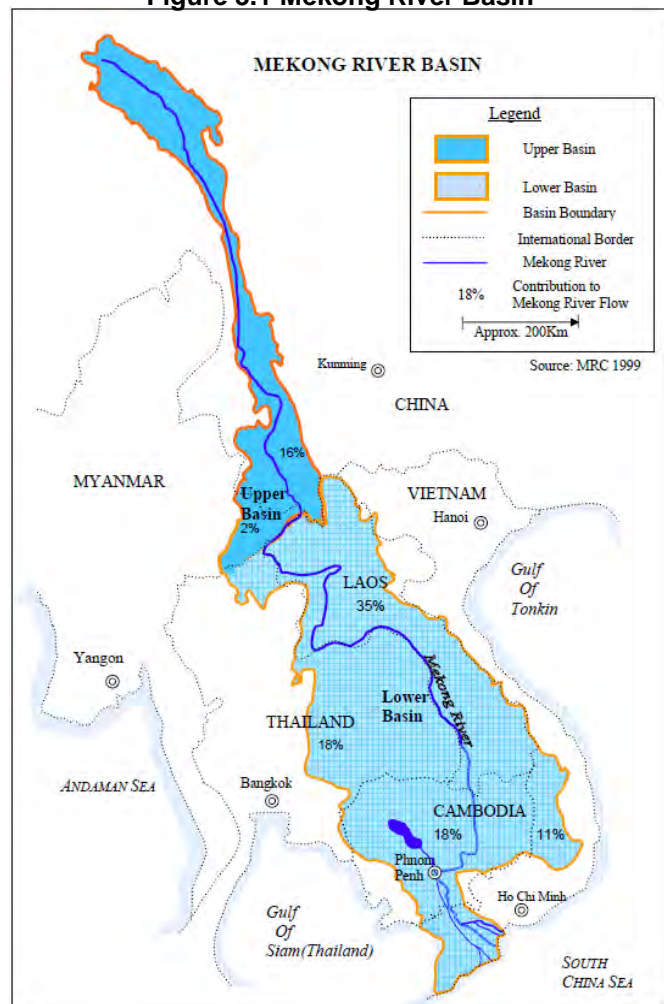 Figure 3.1 Mekong River Basin
MEKONG RIVER BASIN
Legend
Upper Basin
Lower Basin
Basin Boundary
International Border
Mekong River
18%
Contribution to
Mekong River Flow
Approx. 200Km
Source: MRC 1999
Kunming
CHINA
16%
MYANMAR
Upper
Basin
2%
VIETNAM
Hanoi
LAOS
35%
Gulf
Of
Tonkin
Yangon
Mekong River
Lower
Basin
THAILAND
18%
ANDAMAN SEA
Bangkok
CAMBODIA
18%
11%
Phnom
Penh
Ho Chi Minh
Gulf
Of
Siam(Thailand)
SOUTH
CHINA SEA